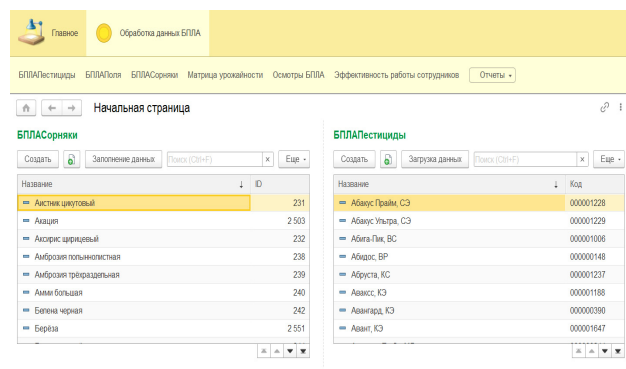 Главное
Обработка данных БПЛА
БПЛАПестициды БПЛАПоля БПЛАСорняки Матрица урожайности Осмотры БПЛА Эффективность работы сотрудников Отчеты
Начальная страница
БПЛАСорняки
Создать Заполнение данных Поиск (Ctrl+F) × Еще
Название ↓ ID
Аистник цикутовый 231
Акация 2 503
Аксирис щирицевый 232
Амброзия полыннолистная 238
Амброзия трёхраздельная 239
Амми большая 240
Белена черная 242
Берёза 2 551
БПЛАПестициды
Создать Загрузка данных Поиск (Ctrl+F) × Еще
Название ↓ Код
Абакус Прайм, СЭ 000001228
Абакус Ультра, СЭ 000001229
Абига-Пик, ВС 000001006
Абидос, ВР 000000148
Абруста, КС 000001237
Авакс, КЭ 000001188
Авангард, КЭ 000000390
Авант, КЭ 000001647